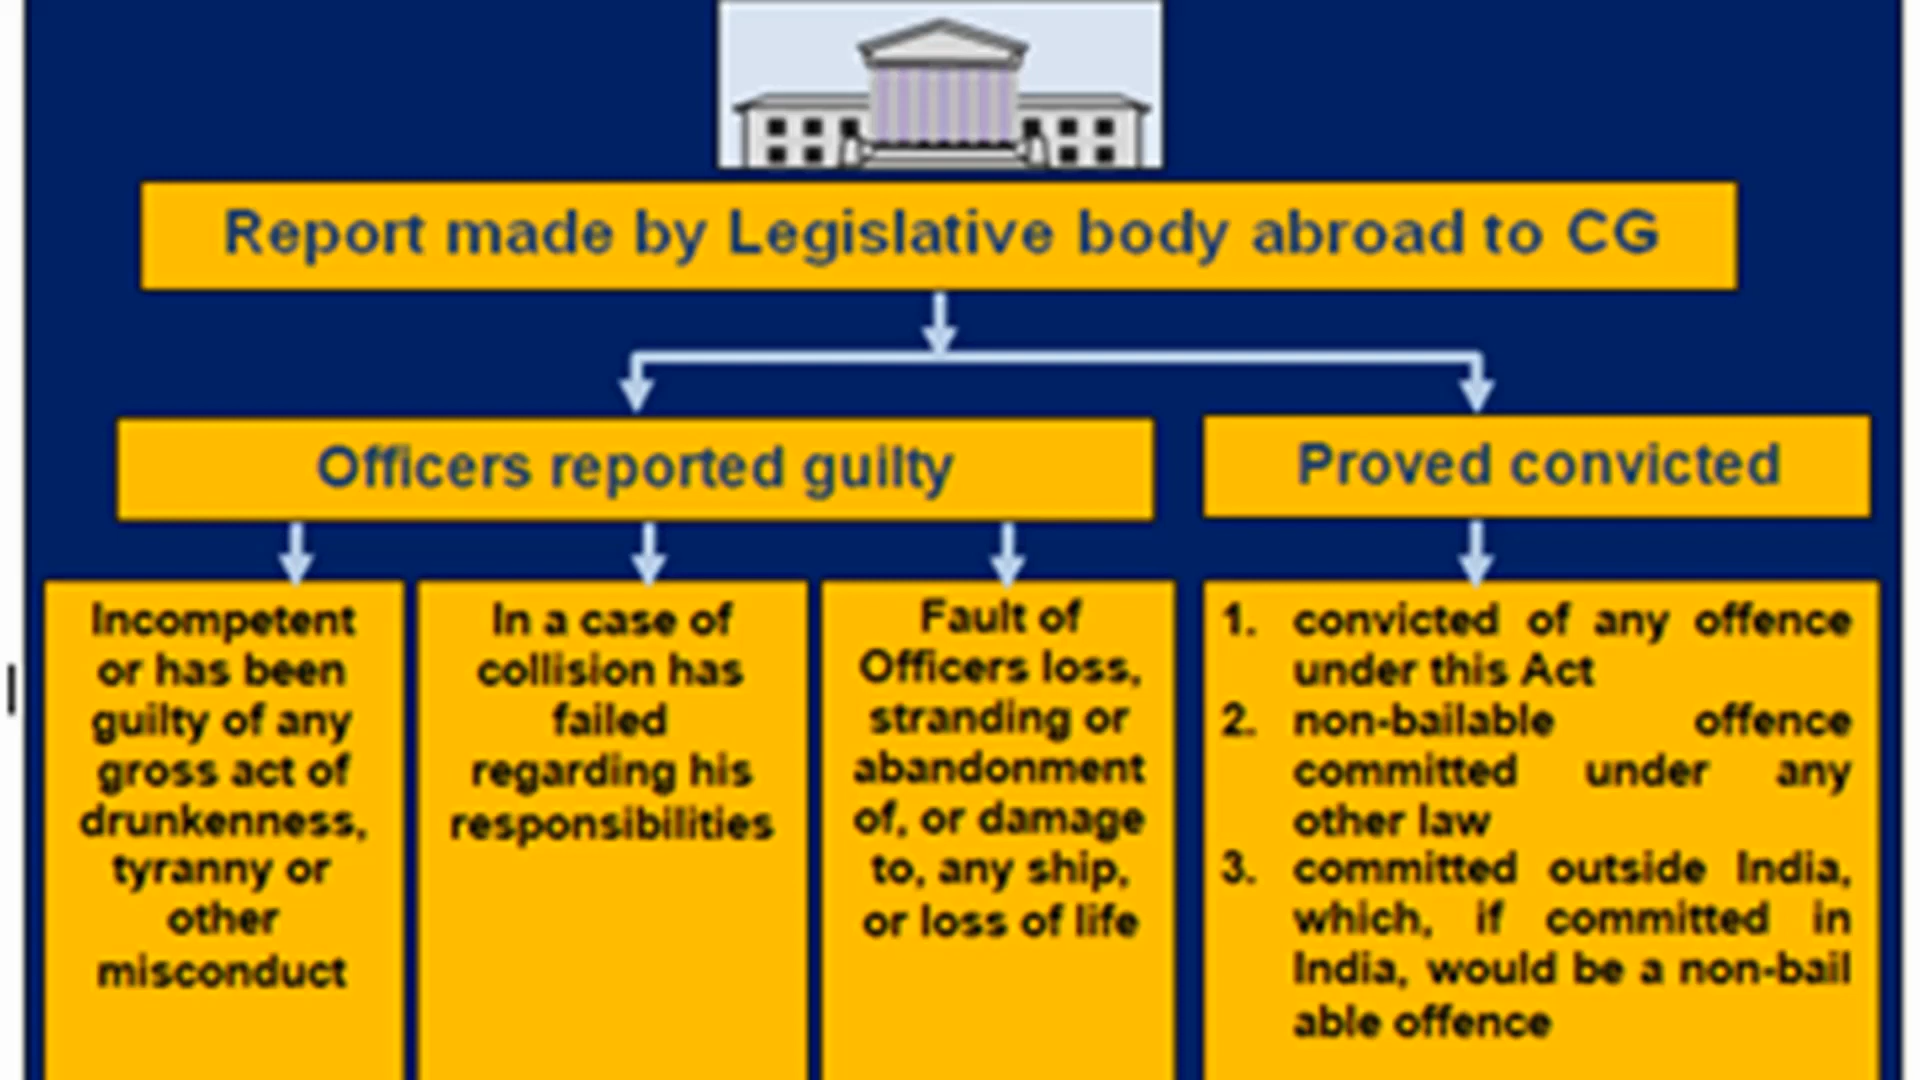 Report made by Legislative body abroad to CG
Officers reported guilty
Proved convicted
Incompetent
or has been
guilty of any
gross act of
drunkenness,
tyranny or
other
misconduct
In a case of
collision has
failed
regarding his
responsibilities
Fault of
Officers loss,
stranding or
abandonment
of, or damage
to, any ship,
or loss of life
1. convicted of any offence
under this Act
2. non-bailable offence
committed under any
other law
3. committed outside India,
which, if committed in
India, would be a non-bail
able offence